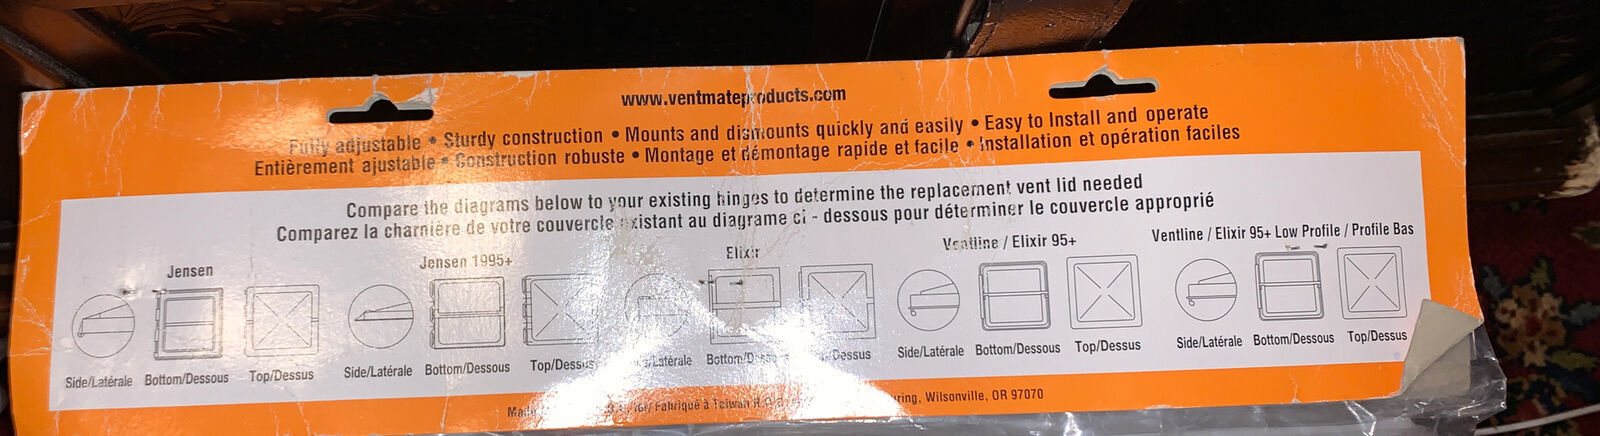 www.ventmateproducts.com
Fully adjustable • Sturdy construction • Mounts and dismounts quickly and easily • Easy to Install and operate
Entièrement ajustable • Construction robuste • Montage et démontage rapide et facile • Installation et opération faciles
Compare the diagrams below to your existing hinges to determine the replacement vent lid needed
Comparez la charnière de votre couvercle existant au diagrame ci - dessous pour déterminer le couvercle approprié
Jensen
Side/Latérale Bottom/Dessous Top/Dessus
Jensen 1995+
Side/Latérale Bottom/Dessous Top/Dessus
Elixir
Bottom/Dessous
Ventline / Elixir 95+
Side/Latérale Bottom/Dessous Top/Dessus
Ventline / Elixir 95+ Low Profile / Profile Bas
Side/Latérale Bottom/Dessous Top/Dessus
Fabriqué à Taiwan Wilsonville, OR 97070